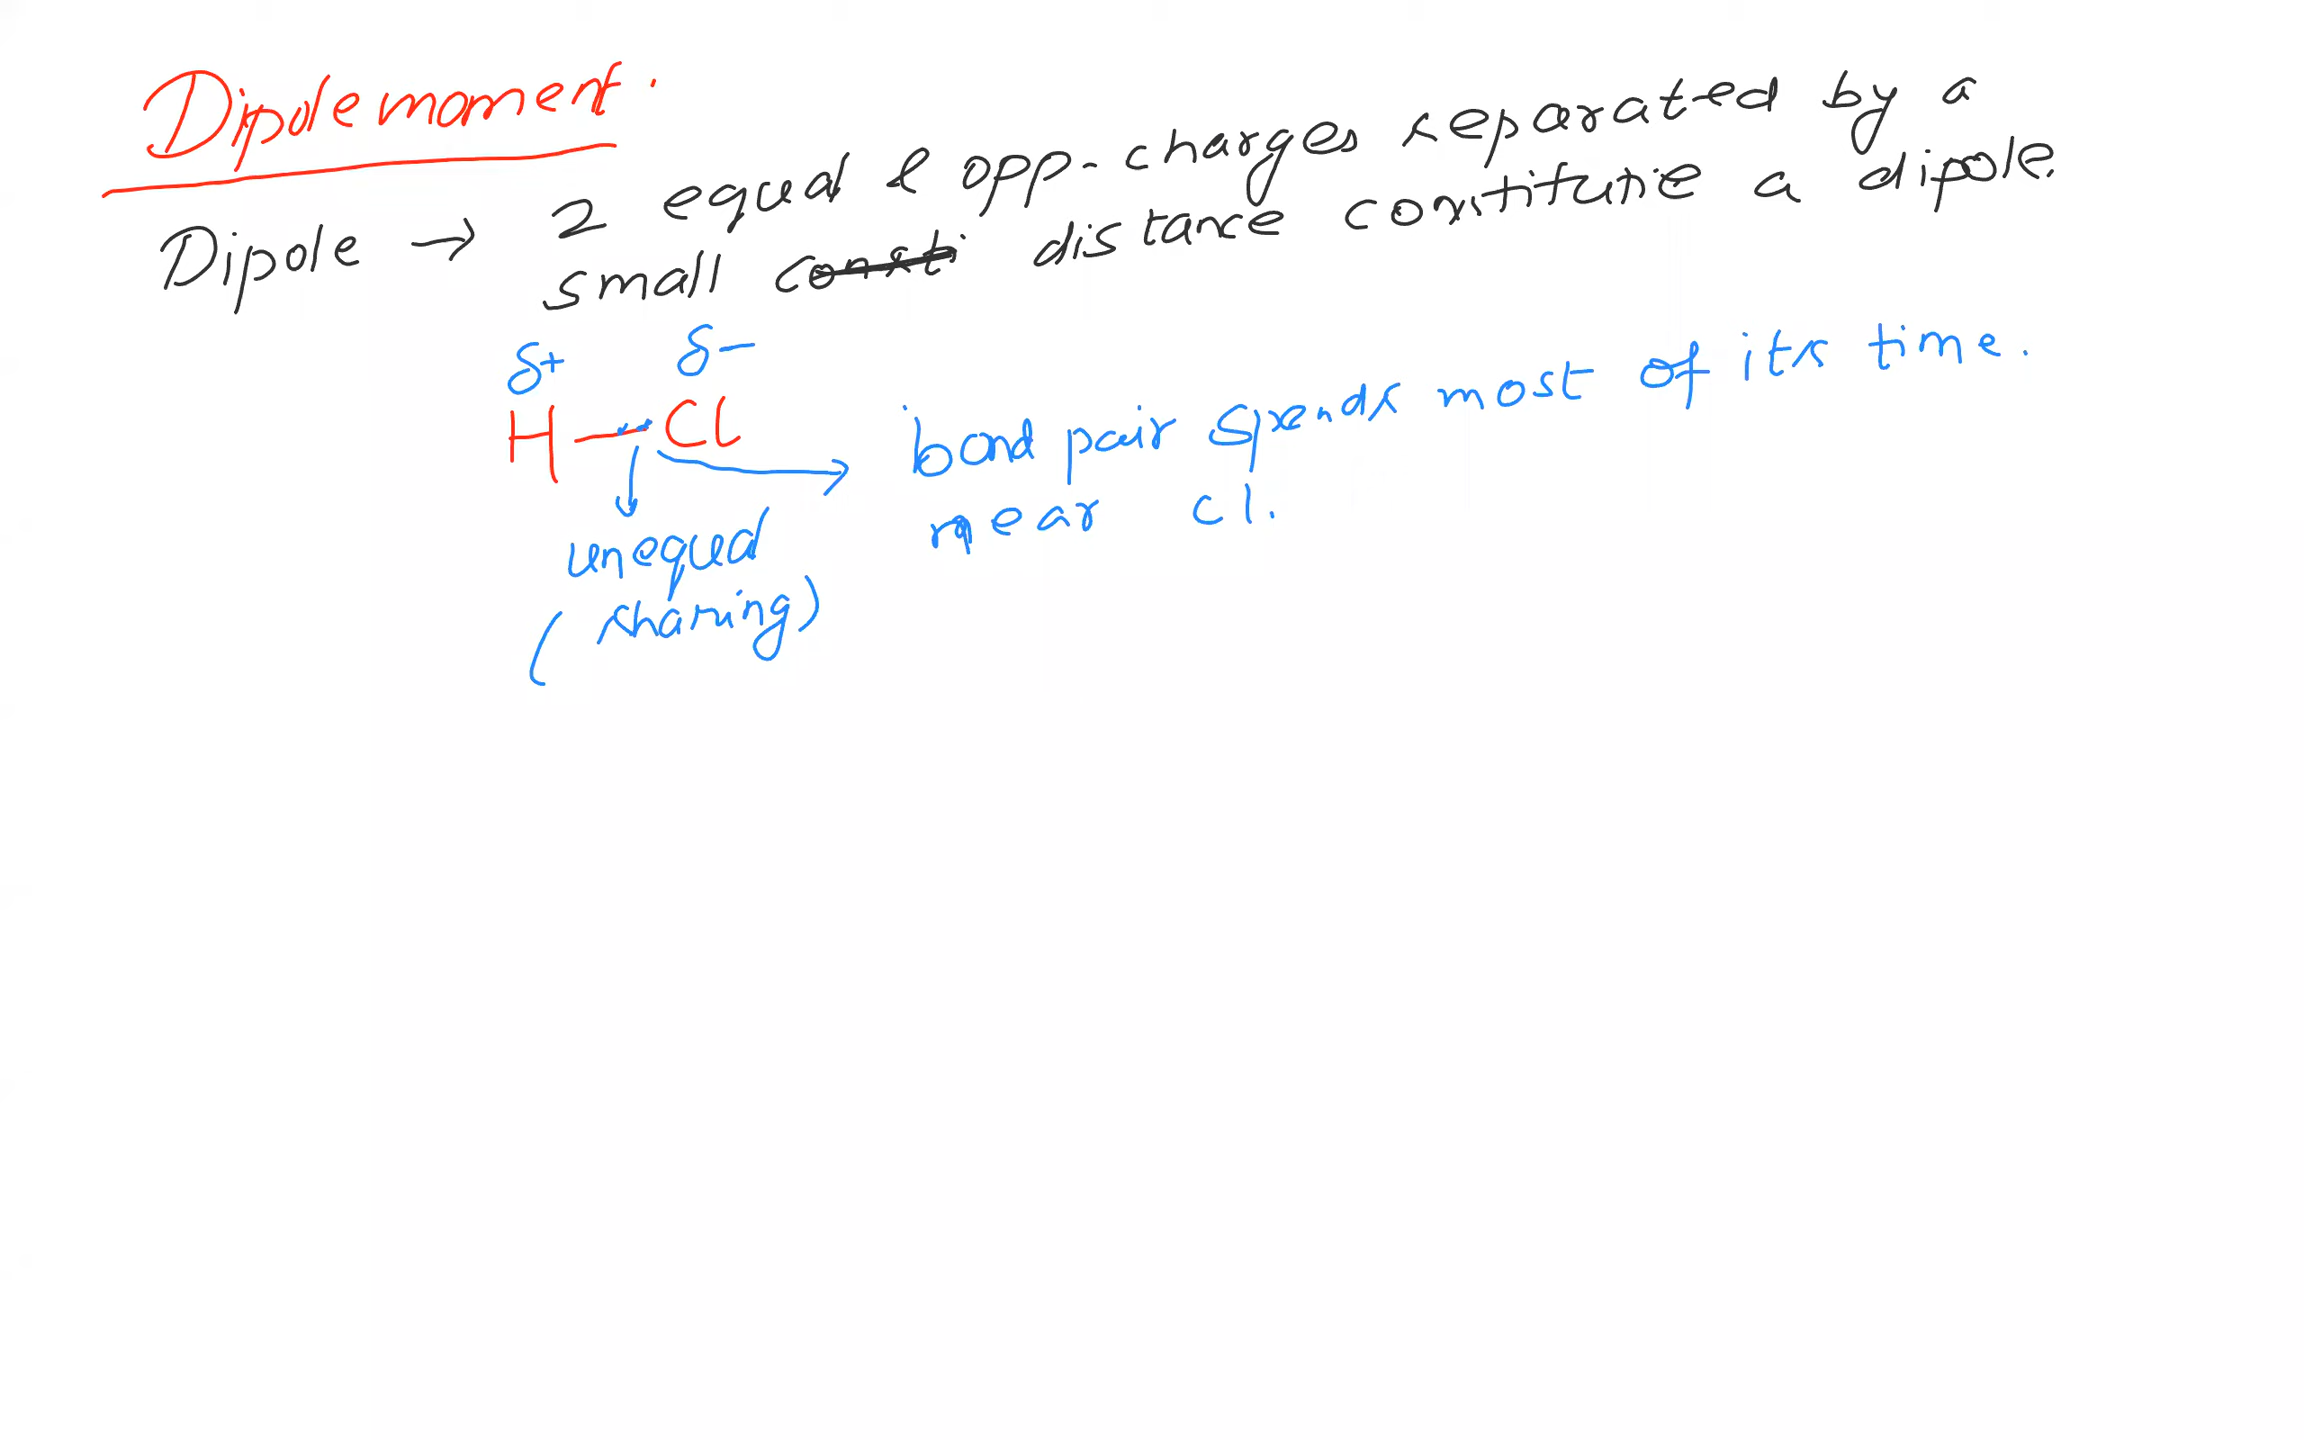 Dipole moment.
Dipole → 2 equal & opp-charges separated by a
small consti distance constitute a dipole.
δ+ δ-
H-Cl → bond pair spends most of its time.
near cl.
unequal
(sharing)